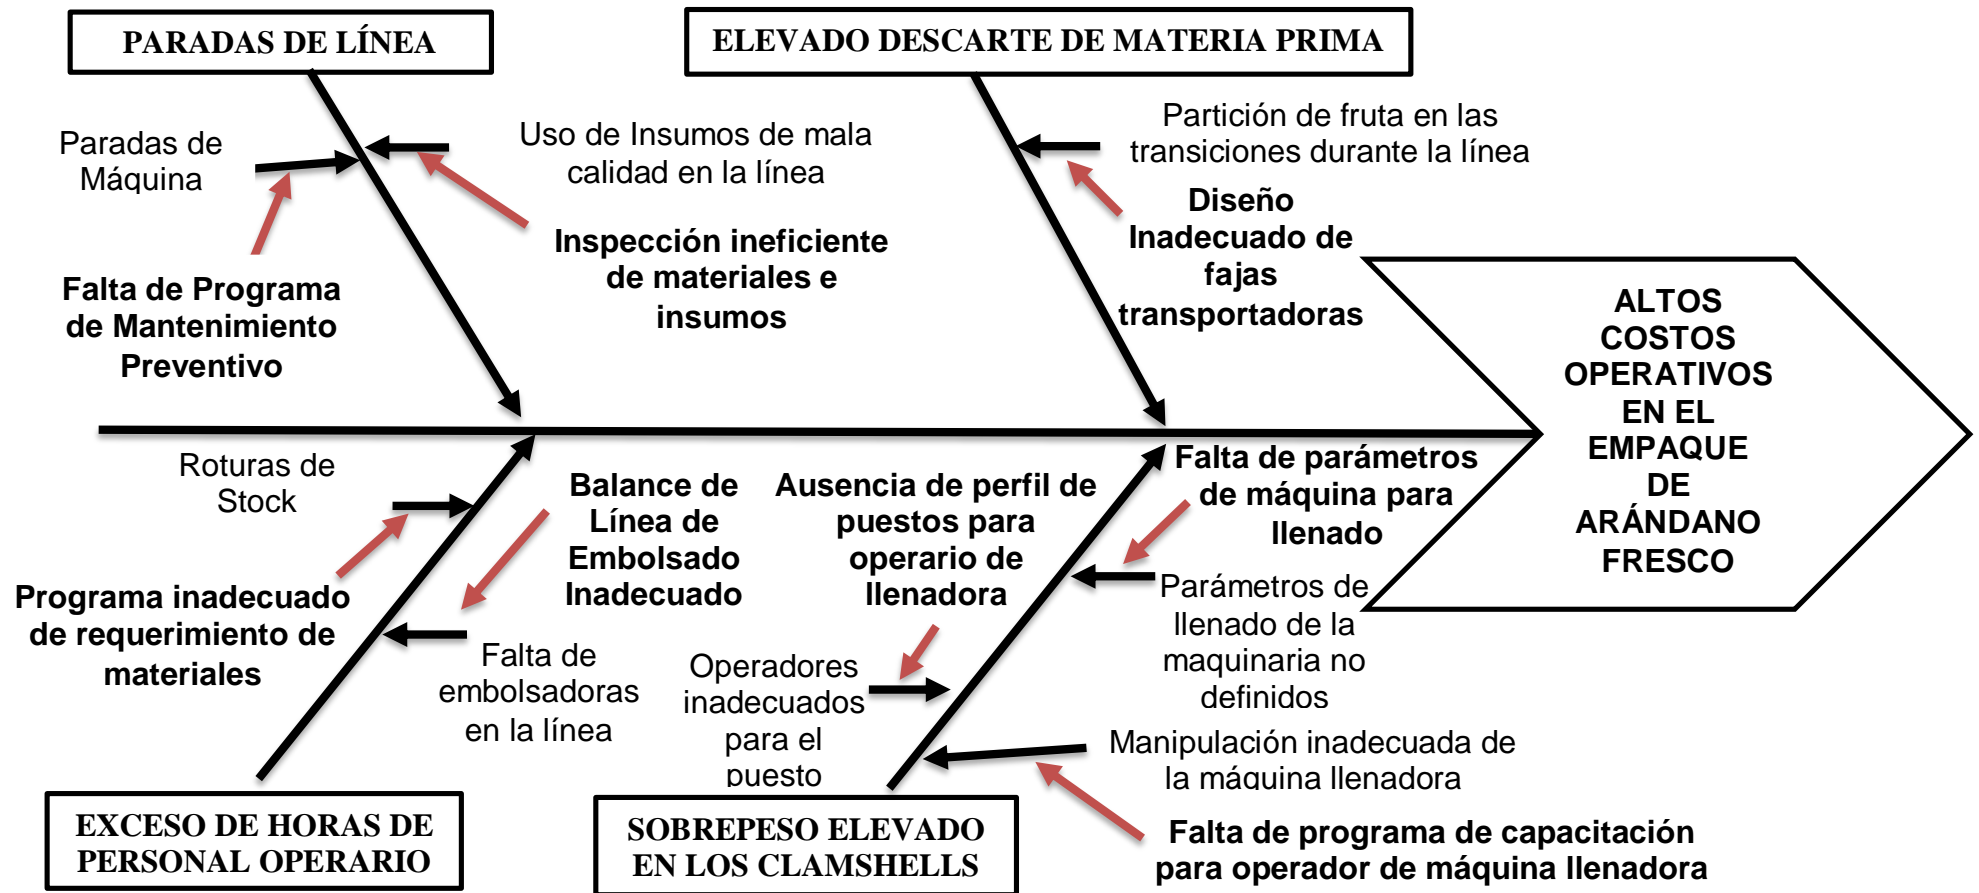 PARADAS DE LÍNEA
ELEVADO DESCARTE DE MATERIA PRIMA
Paradas de
Máquina
Uso de Insumos de mala
calidad en la línea
Partición de fruta en las
transiciones durante la línea
Falta de Programa
de Mantenimiento
Preventivo
Inspección ineficiente
de materiales e
insumos
Diseño
Inadecuado de
fajas
transportadoras
ALTOS
COSTOS
OPERATIVOS
EN EL
EMPAQUE
DE
ARÁNDANO
FRESCO
Roturas de
Stock
Programa inadecuado
de requerimiento de
materiales
Balance de
Línea de
Embolsado
Inadecuado
Falta de
embolsadoras
en la línea
Ausencia de perfil de
puestos para
operario de
llenadora
Operadores
inadecuados
para el
puesto
Falta de parámetros
de máquina para
llenado
Parámetros de
llenado de la
maquinaria no
definidos
Manipulación inadecuada de
la máquina llenadora
Falta de programa de capacitación
para operador de máquina llenadora
EXCESO DE HORAS DE
PERSONAL OPERARIO
SOBREPESO ELEVADO
EN LOS CLAMSHELLS